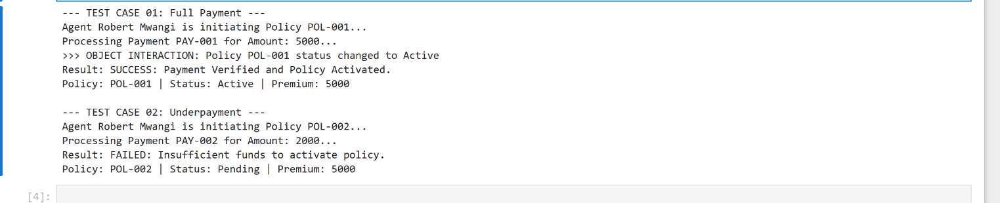 --- TEST CASE 01: Full Payment ---
Agent Robert Mwangi is initiating Policy POL-001...
Processing Payment PAY-001 for Amount: 5000...
>>> OBJECT INTERACTION: Policy POL-001 status changed to Active
Result: SUCCESS: Payment Verified and Policy Activated.
Policy: POL-001 | Status: Active | Premium: 5000

--- TEST CASE 02: Underpayment ---
Agent Robert Mwangi is initiating Policy POL-002...
Processing Payment PAY-002 for Amount: 2000...
Result: FAILED: Insufficient funds to activate policy.
Policy: POL-002 | Status: Pending | Premium: 5000
[4]: